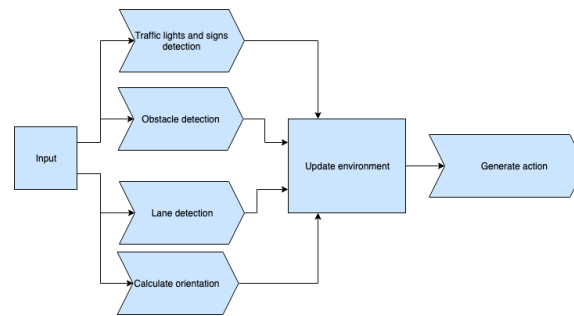 Traffic lights and signs
detection
Obstacle detection
Input
Update environment
Generate action
Lane detection
Calculate orientation